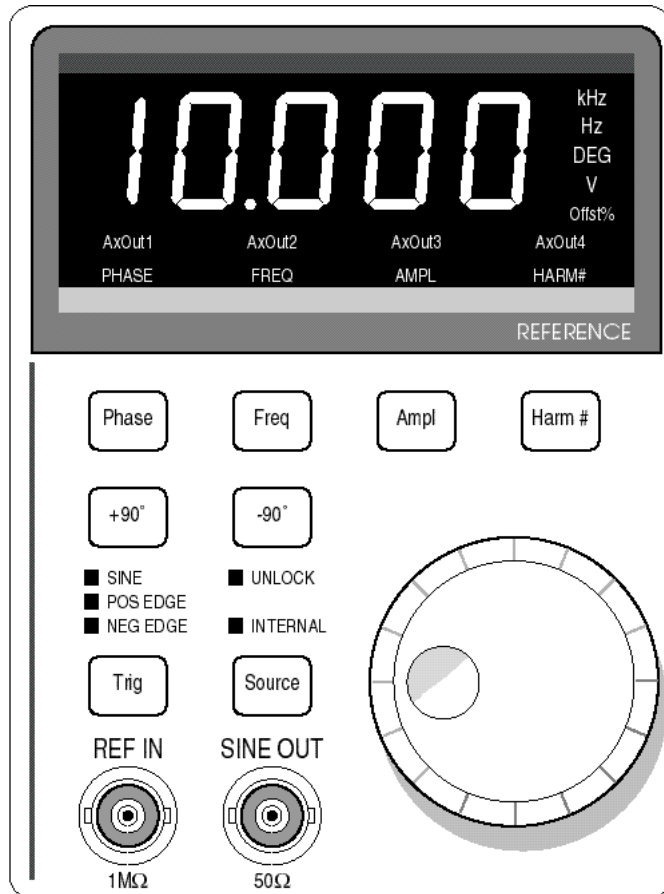 10.000
kHz
Hz
DEG
V
Offst%
AxOut1 AxOut2 AxOut3 AxOut4
PHASE FREQ AMPL HARM#
REFERENCE
Phase Freq Ampl Harm #
+90° -90°
SINE UNLOCK
POS EDGE
NEG EDGE INTERNAL
Trig Source
REF IN SINE OUT
1MΩ 50Ω